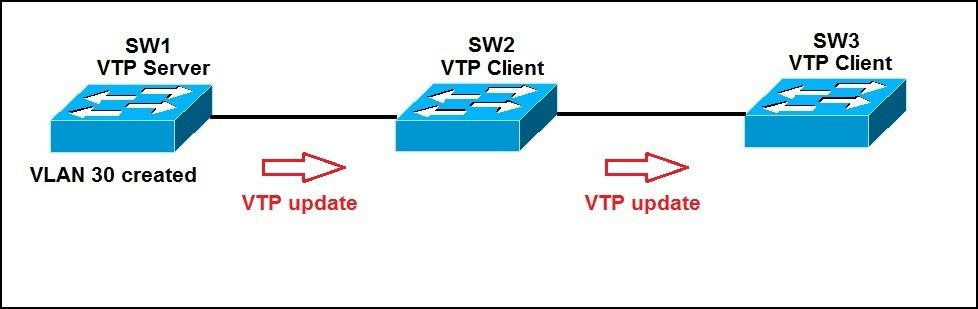 SW1
VTP Server
SW2
VTP Client
SW3
VTP Client
VLAN 30 created
VTP update
VTP update